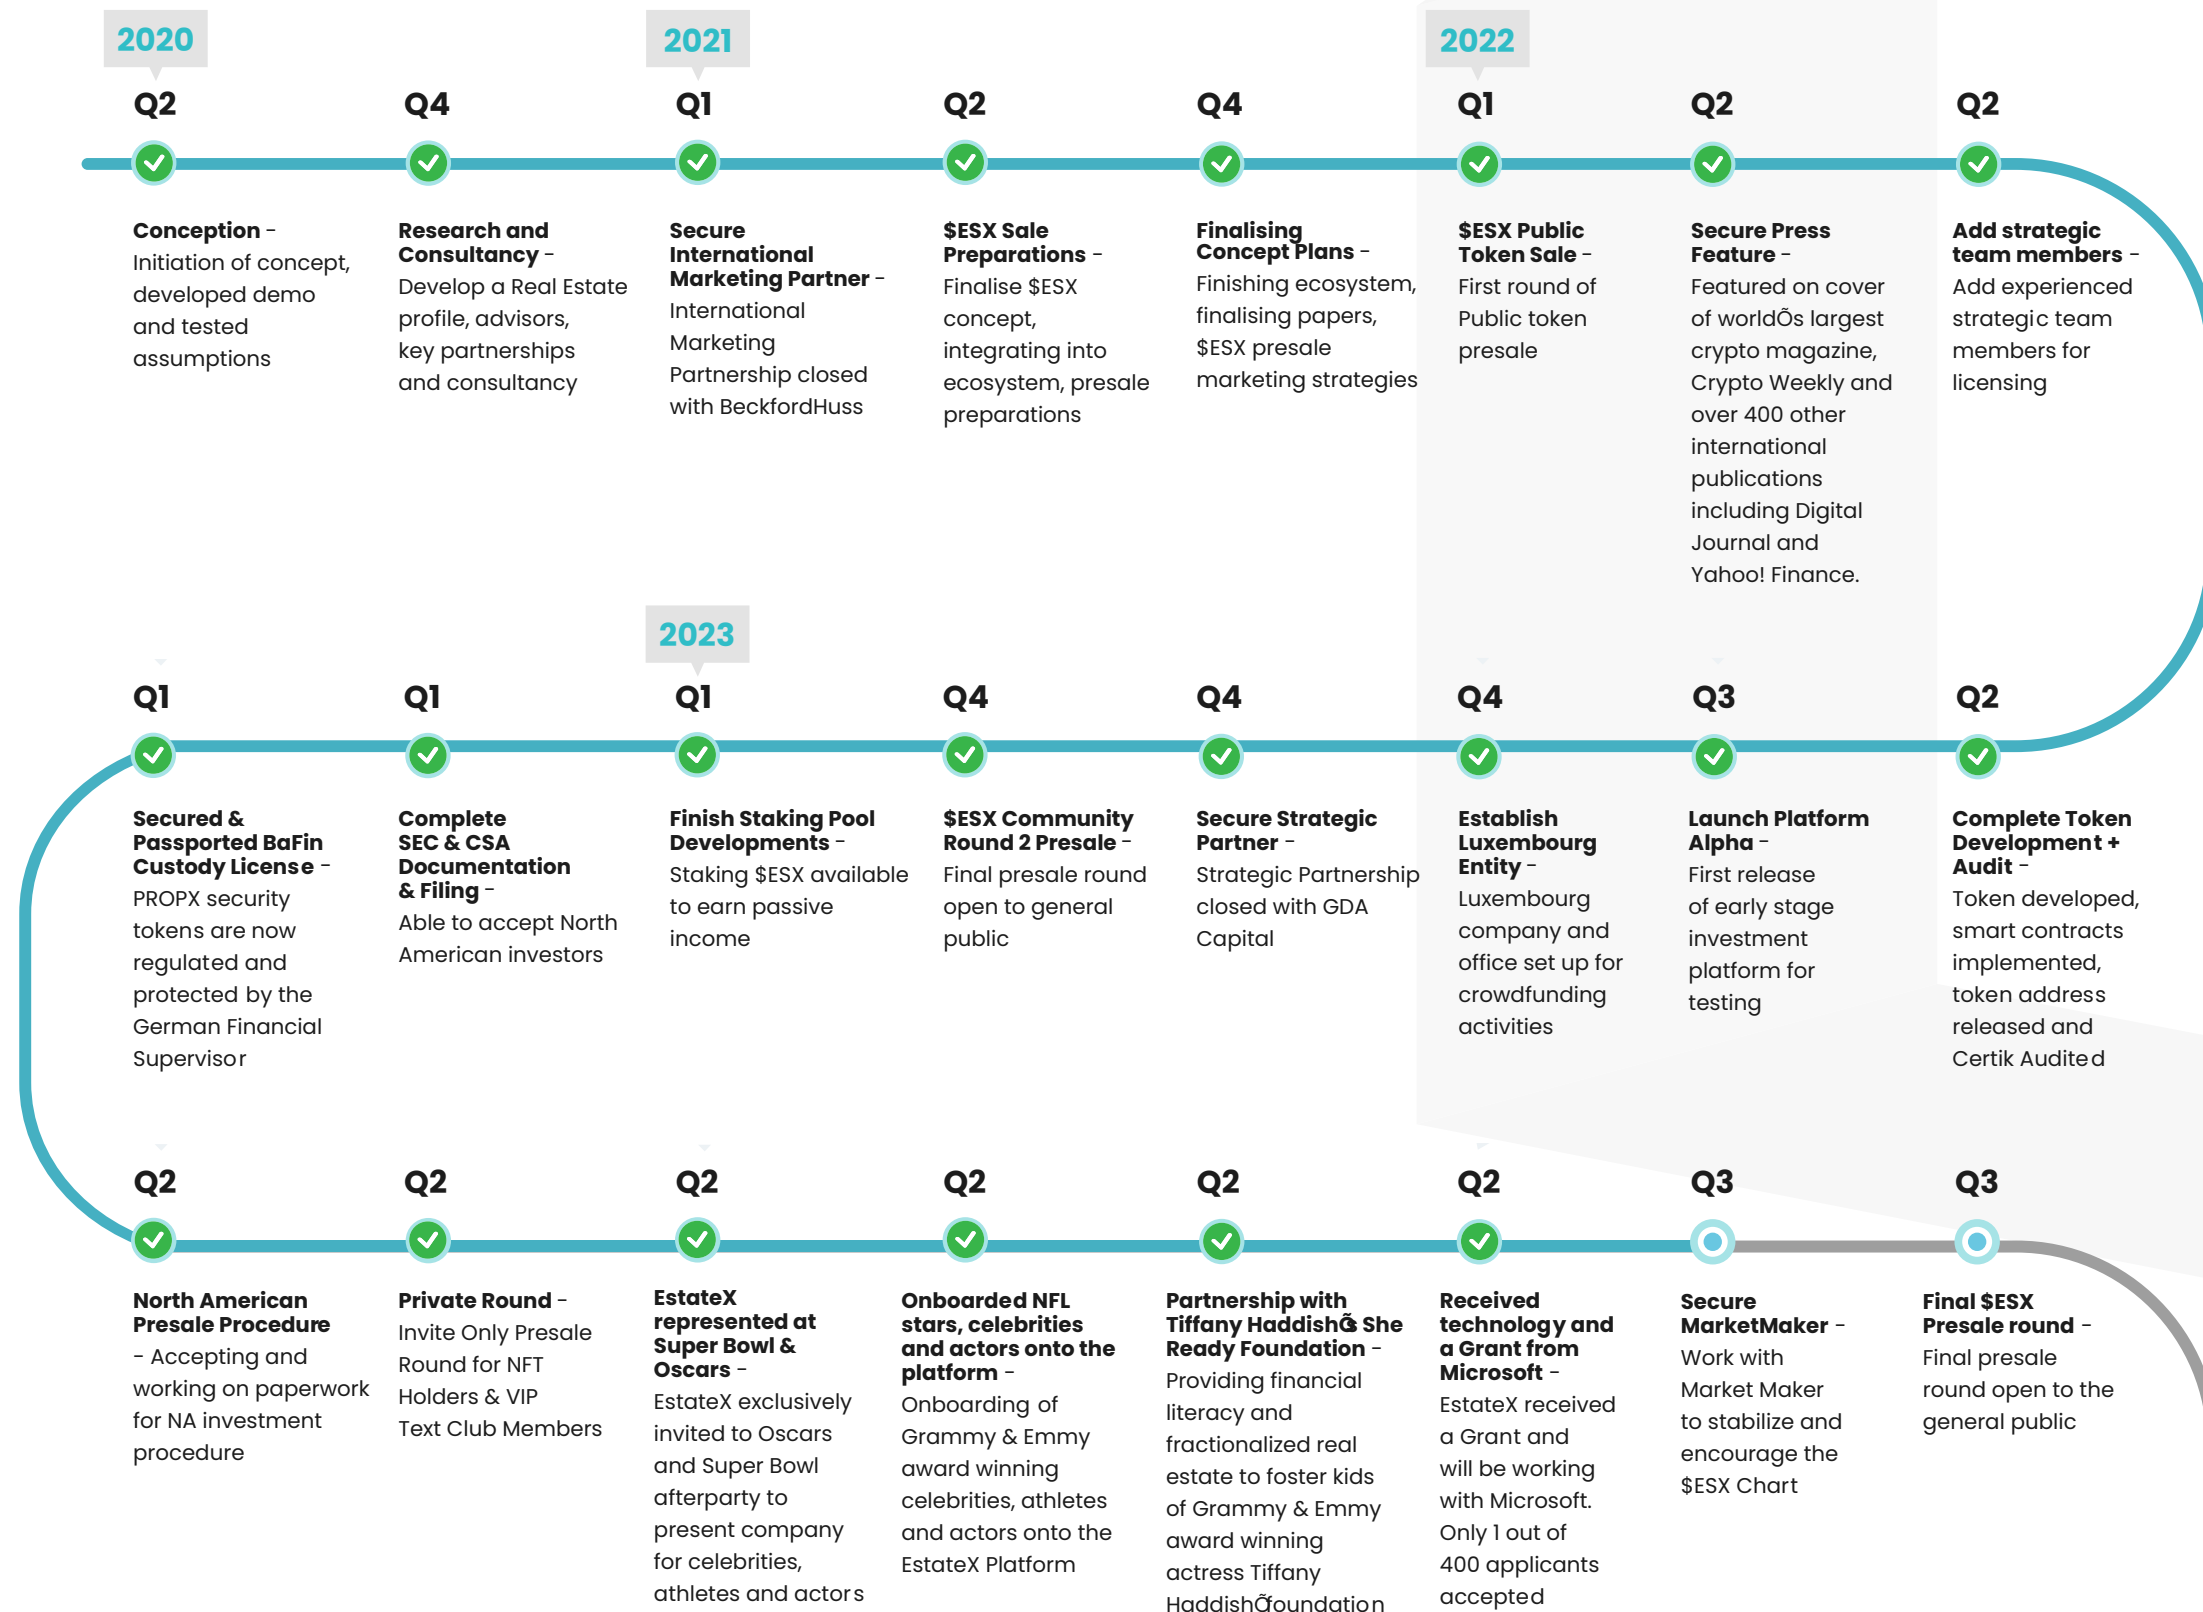 2020
2021
2022
Q2
Q4
Q1
Q2
Q4
Q1
Q2
Q2
Conception –
Initiation of concept,
developed demo
and tested
assumptions
Research and
Consultancy –
Develop a Real Estate
profile, advisors,
key partnerships
and consultancy
Secure
International
Marketing Partner –
International
Marketing
Partnership closed
with BeckfordHuss
$ESX Sale
Preparations –
Finalise $ESX
concept,
integrating into
ecosystem, presale
preparations
Finalising
Concept Plans –
Finishing ecosystem,
finalising papers,
$ESX presale
marketing strategies
$ESX Public
Token Sale –
First round of
Public token
presale
Secure Press
Feature –
Featured on cover
of worldÕs largest
crypto magazine,
Crypto Weekly and
over 400 other
international
publications
including Digital
Journal and
Yahoo! Finance.
Add strategic
team members –
Add experienced
strategic team
members for
licensing
2023
Q1
Q1
Q1
Q4
Q4
Q4
Q3
Q2
Secured &
Passported BaFin
Custody License –
PROPX security
tokens are now
regulated and
protected by the
German Financial
Supervisor
Complete
SEC & CSA
Documentation
& Filing –
Able to accept North
American investors
Finish Staking Pool
Developments –
Staking $ESX available
to earn passive
income
$ESX Community
Round 2 Presale –
Final presale round
open to general
public
Secure Strategic
Partner –
Strategic Partnership
closed with GDA
Capital
Establish
Luxembourg
Entity –
Luxembourg
company and
office set up for
crowdfunding
activities
Launch Platform
Alpha –
First release
of early stage
investment
platform for
testing
Complete Token
Development +
Audit –
Token developed,
smart contracts
implemented,
token address
released and
Certik Audited
Q2
Q2
Q2
Q2
Q2
Q2
Q3
Q3
North American
Presale Procedure
– Accepting and
working on paperwork
for NA investment
procedure
Private Round –
Invite Only Presale
Round for NFT
Holders & VIP
Text Club Members
EstateX
represented at
Super Bowl &
Oscars –
EstateX exclusively
invited to Oscars
and Super Bowl
afterparty to
present company
for celebrities,
athletes and actors
Onboarded NFL
stars, celebrities
and actors onto the
platform –
Onboarding of
Grammy & Emmy
award winning
celebrities, athletes
and actors onto the
EstateX Platform
Partnership with
Tiffany HaddishÕs She
Ready Foundation –
Providing financial
literacy and
fractionalized real
estate to foster kids
of Grammy & Emmy
award winning
actress Tiffany
HaddishÕfoundation
Received
technology and
a Grant from
Microsoft –
EstateX received
a Grant and
will be working
with Microsoft.
Only 1 out of
400 applicants
accepted
Secure
MarketMaker –
Work with
Market Maker
to stabilize and
encourage the
$ESX Chart
Final $ESX
Presale round –
Final presale
round open to the
general public